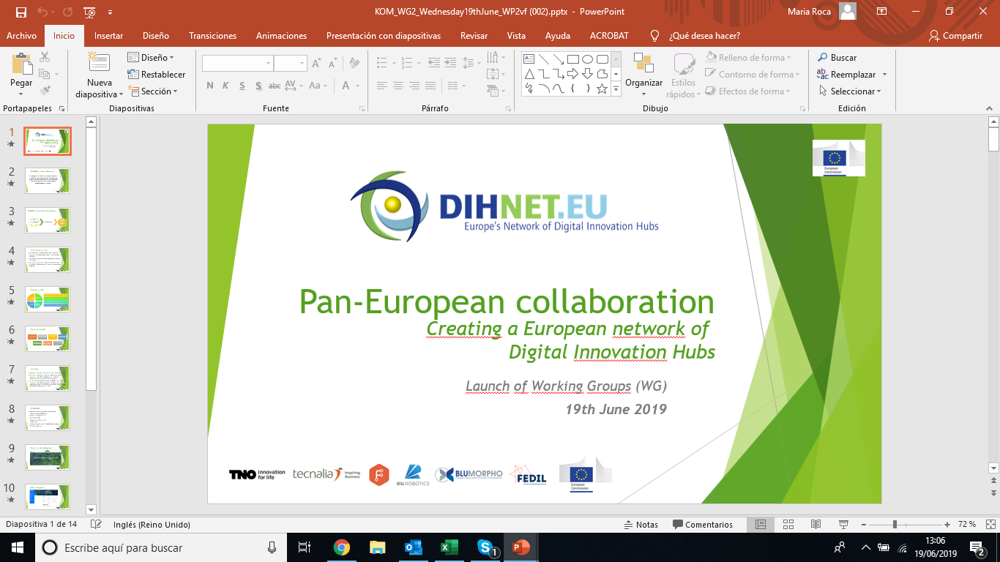 KOM_WG2_Wednesday19thJune_WP2vf (002).pptx - PowerPoint
Maria Roca
Archivo Inicio Insertar Diseño Transiciones Animaciones Presentación con diapositivas Revisar Vista Ayuda ACROBAT ¿Qué desea hacer? Compartir
Pegar
Portapapeles
Nueva
diapositiva
Diseño
Restablecer
Sección
Diapositivas
N K S S abc AV Aa A
Fuente
Párrafo
Organizar
Estilos
rápidos
Relleno de forma
Contorno de forma
Efectos de forma
Dibujo
Buscar
Reemplazar
Seleccionar
Edición
1
2
3
4
5
6
7
8
9
10
European
Commission
DIHNET.EU
Europe's Network of Digital Innovation Hubs
Pan-European collaboration
Creating a European network of
Digital Innovation Hubs
Launch of Working Groups (WG)
19th June 2019
TNO innovation
for life
tecnalia Inspiring
Business
eu ROBOTICS
BLUMORPHO
FEDIL
European
Commission
Diapositiva 1 de 14
Inglés (Reino Unido)
Notas
Comentarios
72 %
Escribe aquí para buscar
1
13:06
19/06/2019
2